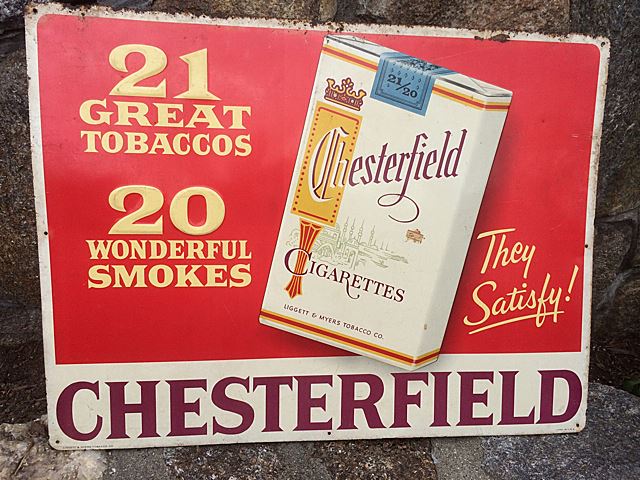 21
GREAT
TOBACCOS
20
WONDERFUL
SMOKES
21/20
Chesterfield
CIGARETTES
LIGGETT & MYERS TOBACCO CO.
They
Satisfy!
CHESTERFIELD